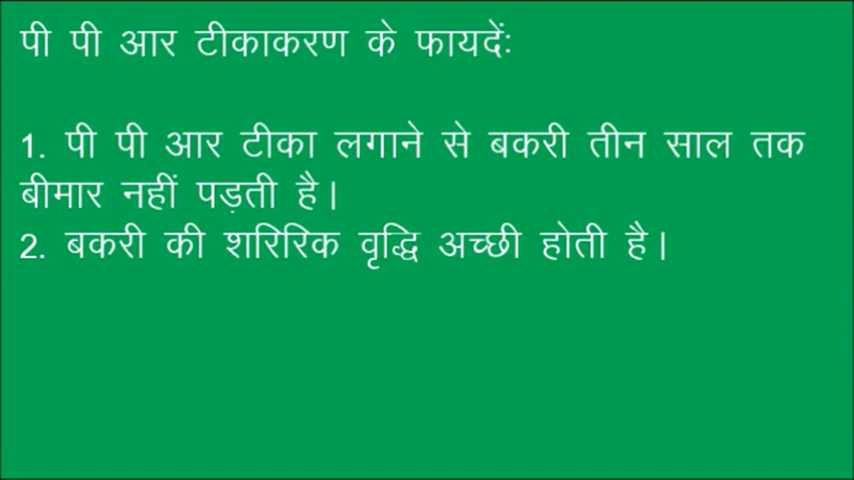 पी पी आर टीकाकरण के फायदें:
1. पी पी आर टीका लगाने से बकरी तीन साल तक
बीमार नहीं पड़ती है।
2. बकरी की शरिरिक वृद्धि अच्छी होती है।